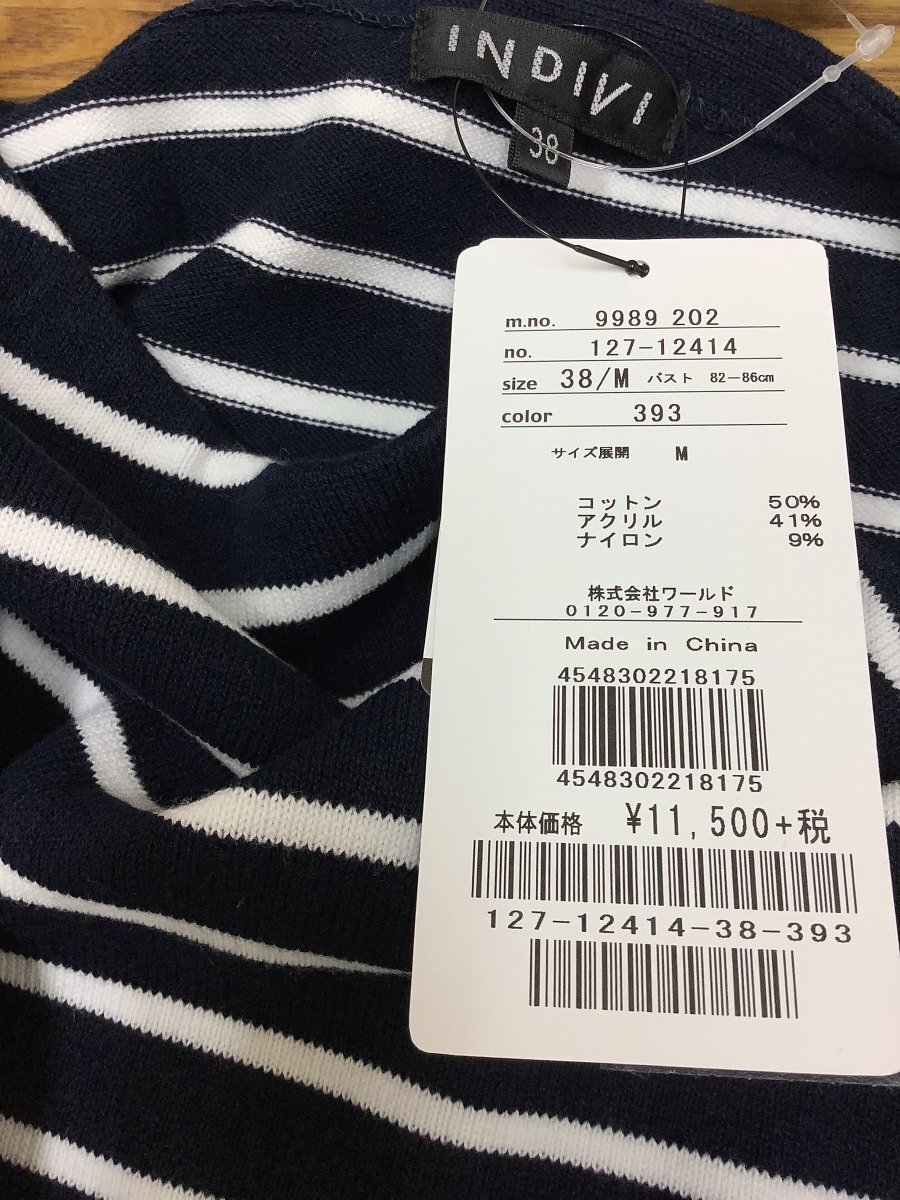 INDIVI
38
m.no. 9989 202
no. 127-12414
size 38/M バスト 82-86cm
color 393
サイズ展開 M
コットン 50%
アクリル 41%
ナイロン 9%
株式会社ワールド
0120-977-917
Made in China
4548302218175
4548302218175
本体価格 ¥11,500+税
127-12414-38-393